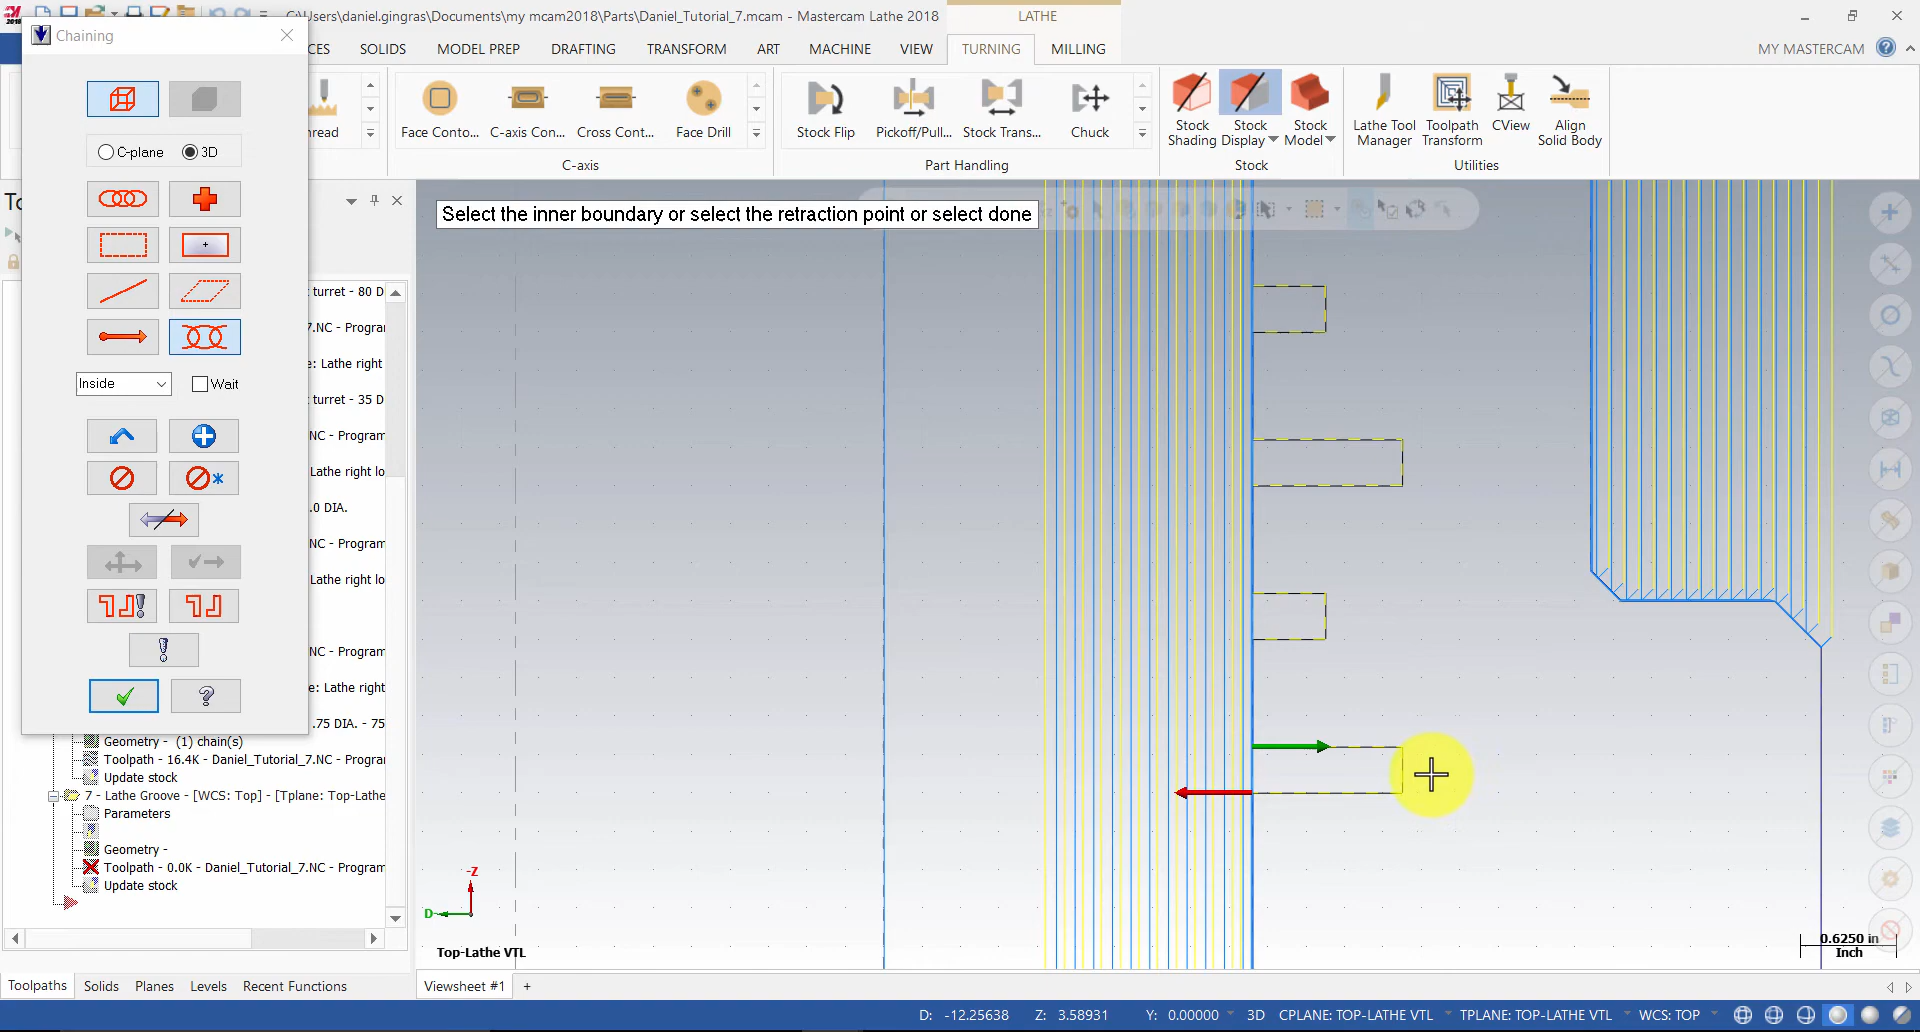 C:\Users\daniel.gingras\Documents\my mcam2018\Parts\Daniel_Tutorial_7.mcam - Mastercam Lathe 2018
LATHE
Chaining
CES
SOLIDS
MODEL PREP
DRAFTING
TRANSFORM
ART
MACHINE
VIEW
TURNING
MILLING
MY MASTERCAM
hread
Face Conto...
C-axis Con...
Cross Cont...
Face Drill
Stock Flip
Pickoff/Pull...
Stock Trans...
Chuck
Stock Shading
Stock Display
Stock Model
Lathe Tool Manager
Toolpath Transform
CView
Align Solid Body
C-axis
Part Handling
Stock
Utilities
C-plane
3D
Inside
Wait
To
Select the inner boundary or select the retraction point or select done
t turret - 80 D
7.NC - Program
e: Lathe right
t turret - 35 D
NC - Program
Lathe right lo
.0 DIA.
NC - Program
Lathe right lo
NC - Program
e: Lathe right
.75 DIA. - 75
Geometry - (1) chain(s)
Toolpath - 16.4K - Daniel_Tutorial_7.NC - Progra
Update stock
7 - Lathe Groove - [WCS: Top] - [Tplane: Top-Lathe
Parameters
Geometry -
Toolpath - 0.0K - Daniel_Tutorial_7.NC - Program
Update stock
-Z
D
Top-Lathe VTL
0.6250 in
Inch
Toolpaths
Solids
Planes
Levels
Recent Functions
Viewsheet #1
+
D: -12.25638
Z: 3.58931
Y: 0.00000
3D
CPLANE: TOP-LATHE VTL
TPLANE: TOP-LATHE VTL
WCS: TOP